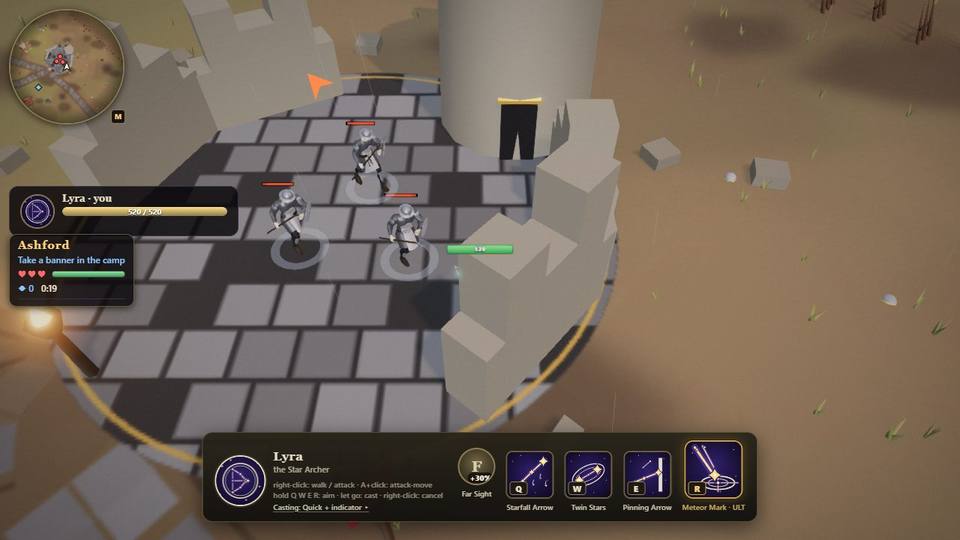 M
Lyra · you
520 / 520
Ashford
Take a banner in the camp
0 0:19
Lyra
the Star Archer
right-click: walk / attack · A+click: attack-move
hold Q W E R: aim · let go: cast · right-click: cancel
Casting: Quick + indicator
F
+30%
Far Sight
Q
Starfall Arrow
W
Twin Stars
E
Pinning Arrow
R
Meteor Mark · ULT